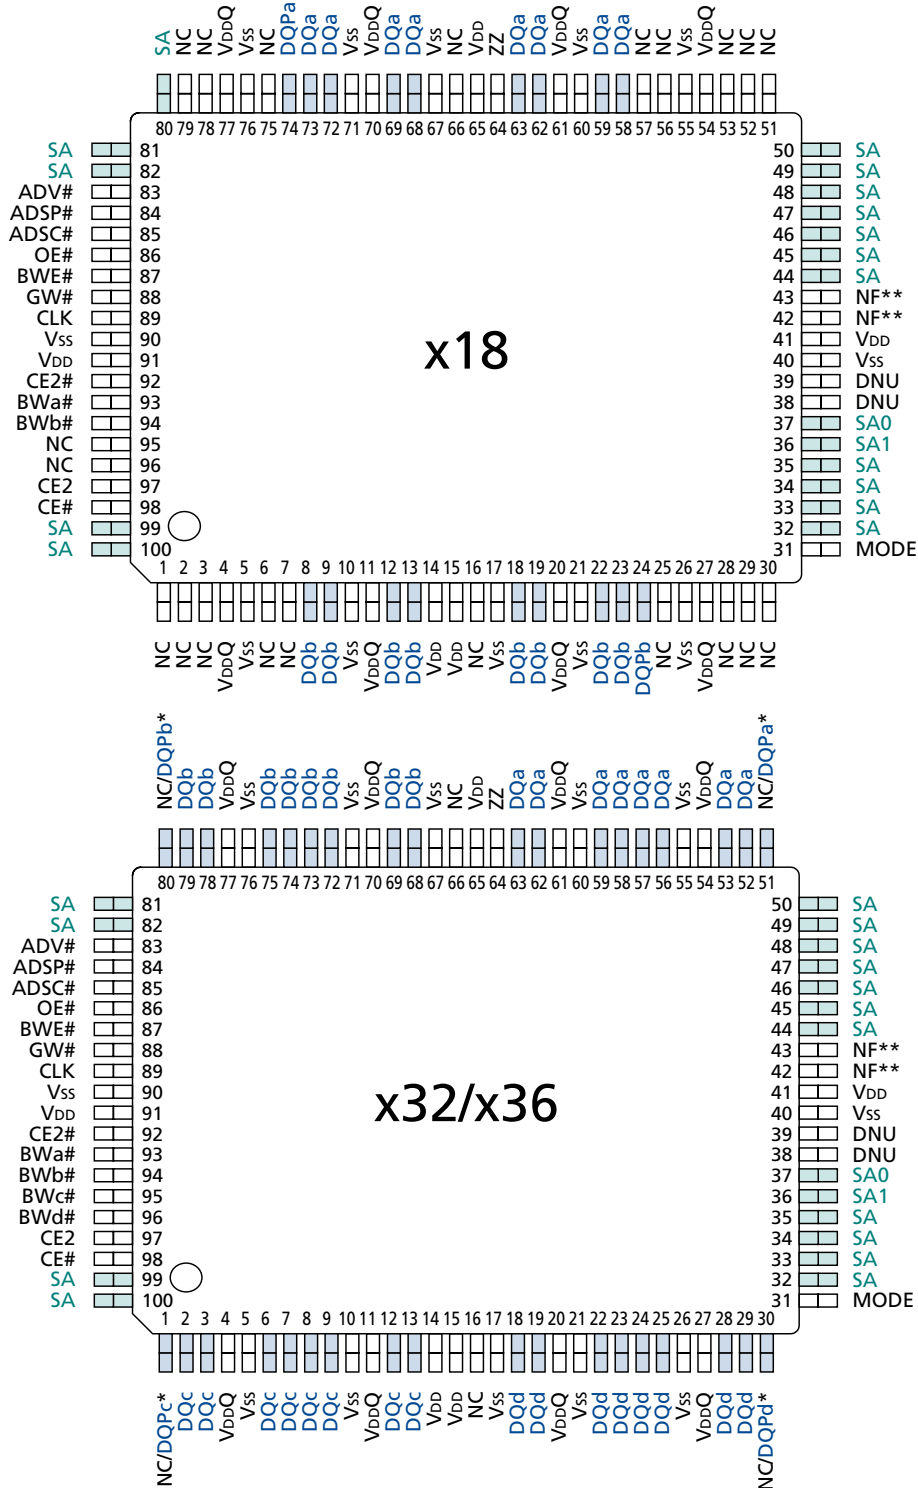 SA NC NC VDDQ VSS NC DQPa DQa DQa VSS VDDQ DQa DQa VSS NC VDD ZZ DQa DQa VDDQ VSS DQa DQa NC NC VSS VDDQ NC NC NC
80 79 78 77 76 75 74 73 72 71 70 69 68 67 66 65 64 63 62 61 60 59 58 57 56 55 54 53 52 51
SA 81 50 SA
SA 82 49 SA
ADV# 83 48 SA
ADSP# 84 47 SA
ADSC# 85 46 SA
OE# 86 45 SA
BWE# 87 44 SA
GW# 88 43 NF**
CLK 89 42 NF**
VSS 90 41 VDD
x18
VDD 91 40 VSS
CE2# 92 39 DNU
BWa# 93 38 DNU
BWb# 94 37 SA0
NC 95 36 SA1
NC 96 35 SA
CE2 97 34 SA
CE# 98 33 SA
SA 99 32 SA
SA 100 31 MODE
1 2 3 4 5 6 7 8 9 10 11 12 13 14 15 16 17 18 19 20 21 22 23 24 25 26 27 28 29 30
NC NC NC VDDQ VSS NC NC DQb DQb VSS VDDQ DQb DQb VDD VDD NC VSS DQb DQb VDDQ VSS DQb DQb DQPb NC VSS VDDQ NC NC NC
NC/DQPb* DQb DQb VDDQ VSS DQb DQb DQb DQb VSS VDDQ DQb DQb VSS NC VDD ZZ DQa DQa VDDQ VSS DQa DQa DQa DQa VSS VDDQ DQa DQa NC/DQPa*
80 79 78 77 76 75 74 73 72 71 70 69 68 67 66 65 64 63 62 61 60 59 58 57 56 55 54 53 52 51
SA 81 50 SA
SA 82 49 SA
ADV# 83 48 SA
ADSP# 84 47 SA
ADSC# 85 46 SA
OE# 86 45 SA
BWE# 87 44 SA
GW# 88 43 NF**
CLK 89 42 NF**
VSS 90 41 VDD
x32/x36
VDD 91 40 VSS
CE2# 92 39 DNU
BWa# 93 38 DNU
BWb# 94 37 SA0
BWc# 95 36 SA1
BWd# 96 35 SA
CE2 97 34 SA
CE# 98 33 SA
SA 99 32 SA
SA 100 31 MODE
1 2 3 4 5 6 7 8 9 10 11 12 13 14 15 16 17 18 19 20 21 22 23 24 25 26 27 28 29 30
NC/DQPc* DQc DQc VDDQ VSS DQc DQc DQc DQc VSS VDDQ DQc DQc VDD VDD NC VSS DQd DQd VDDQ VSS DQd DQd DQd DQd VSS VDDQ DQd DQd NC/DQPd*